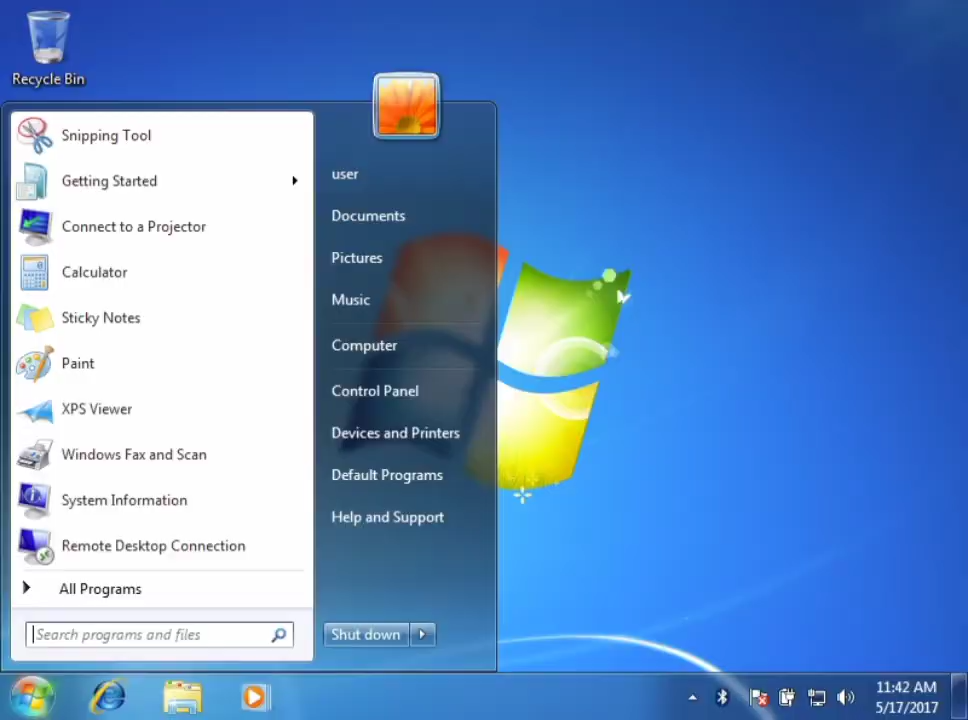 Recycle Bin
Snipping Tool
Getting Started
Connect to a Projector
Calculator
Sticky Notes
Paint
XPS Viewer
Windows Fax and Scan
System Information
Remote Desktop Connection
All Programs
Search programs and files
user
Documents
Pictures
Music
Computer
Control Panel
Devices and Printers
Default Programs
Help and Support
Shut down
11:42 AM
5/17/2017